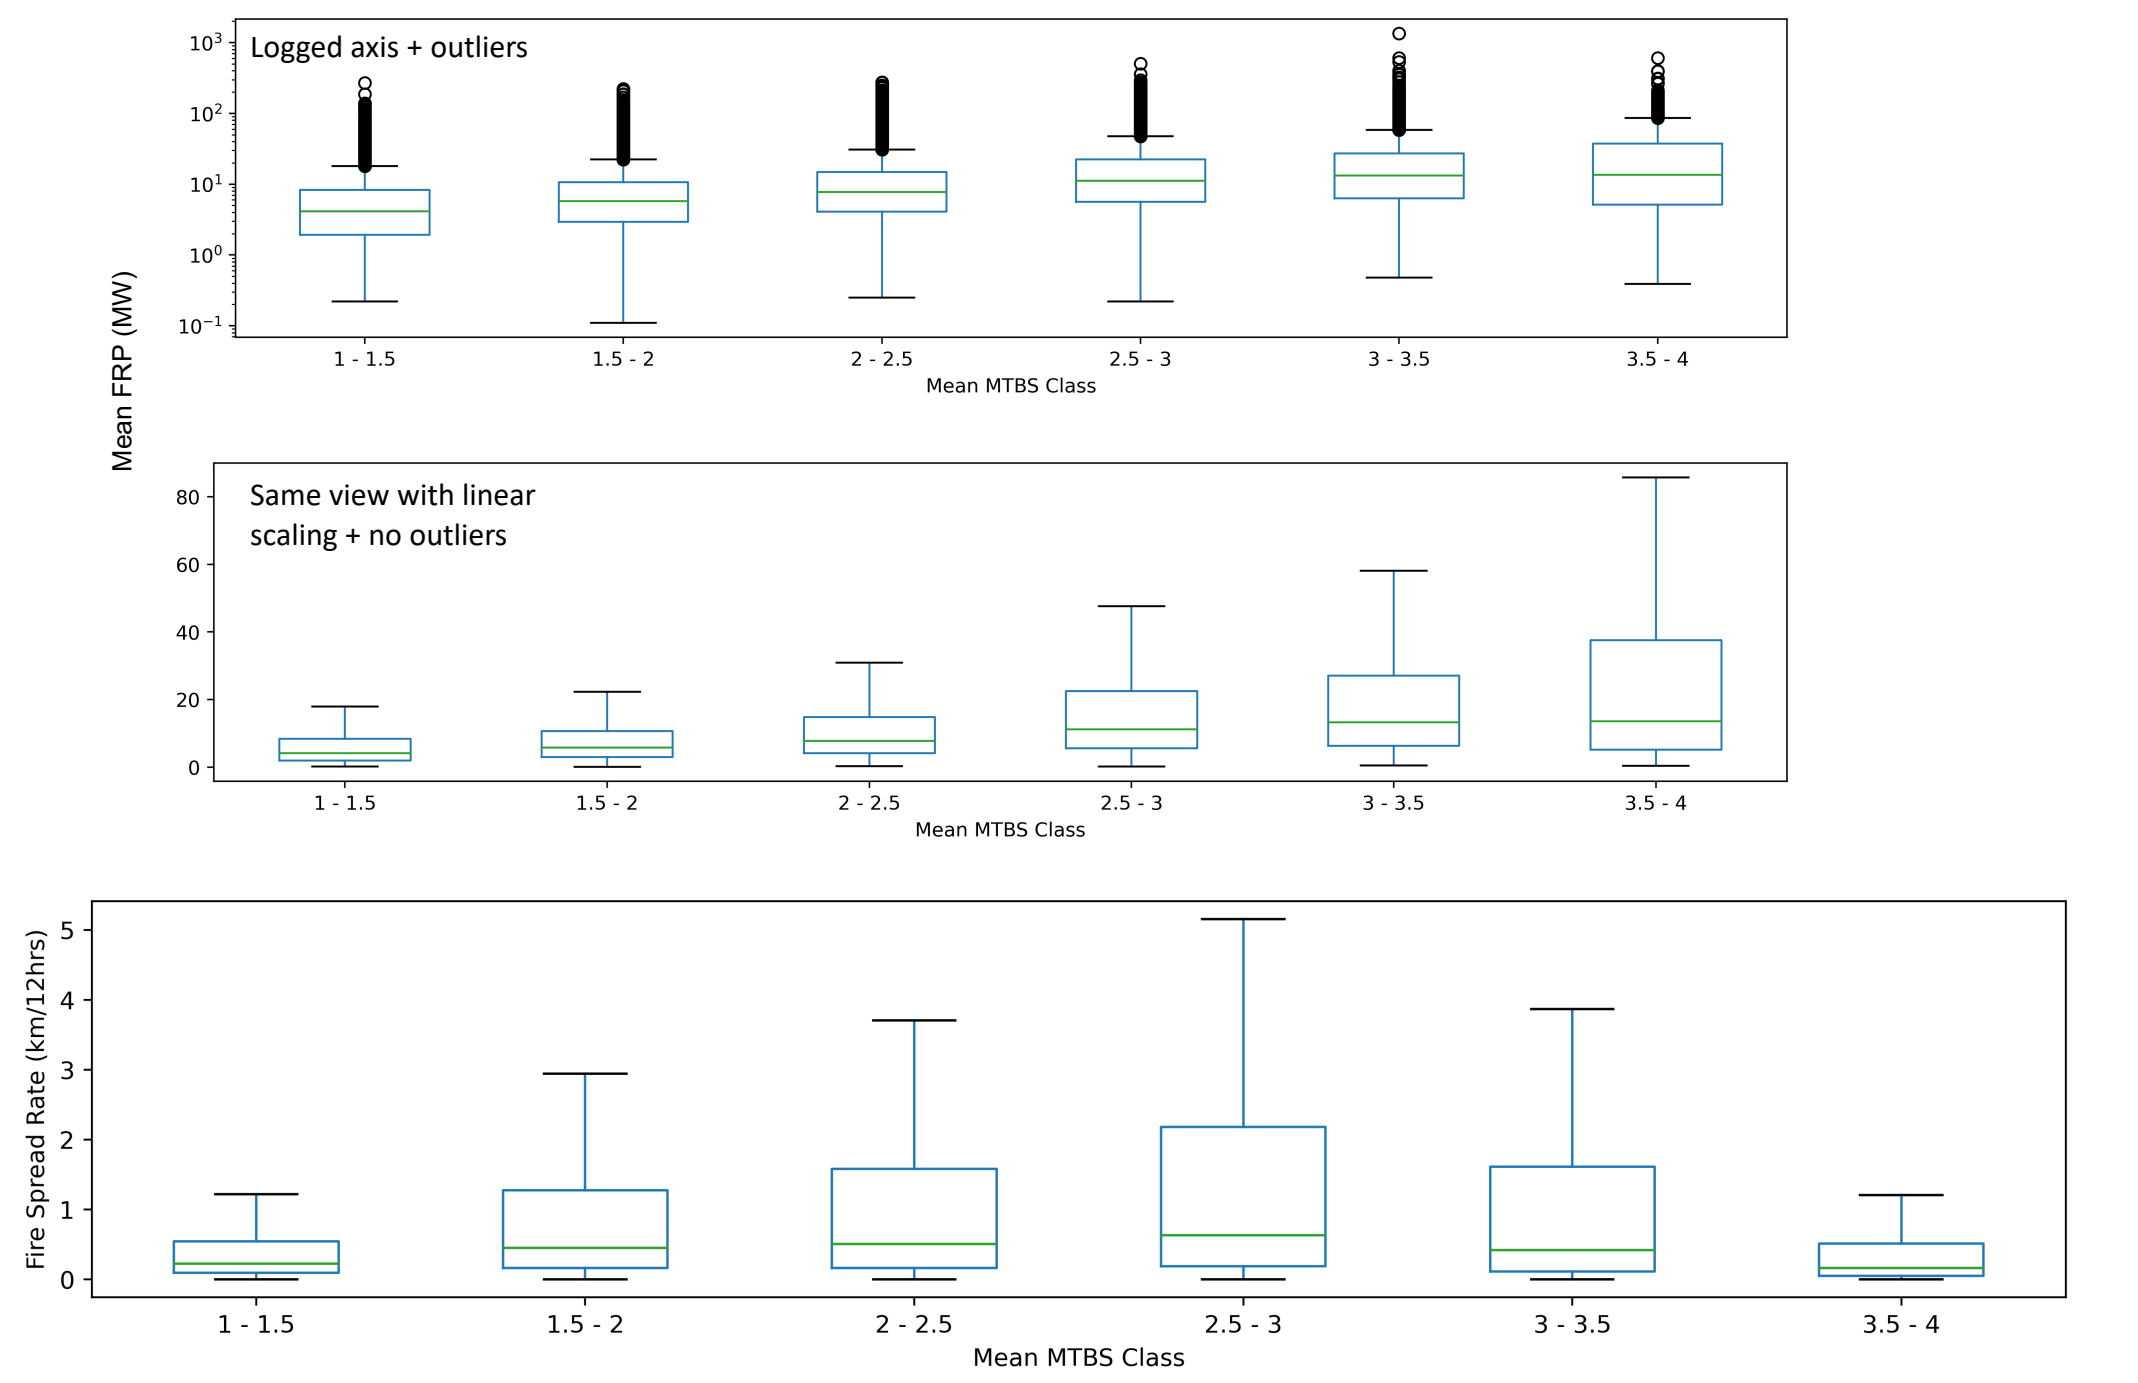 Logged axis + outliers
10³
10²
10¹
10⁰
10⁻¹
1 - 1.5 1.5 - 2 2 - 2.5 2.5 - 3 3 - 3.5 3.5 - 4
Mean MTBS Class
Mean FRP (MW)
Same view with linear
scaling + no outliers
80
60
40
20
0
1 - 1.5 1.5 - 2 2 - 2.5 2.5 - 3 3 - 3.5 3.5 - 4
Mean MTBS Class
Fire Spread Rate (km/12hrs)
5
4
3
2
1
0
1 - 1.5 1.5 - 2 2 - 2.5 2.5 - 3 3 - 3.5 3.5 - 4
Mean MTBS Class